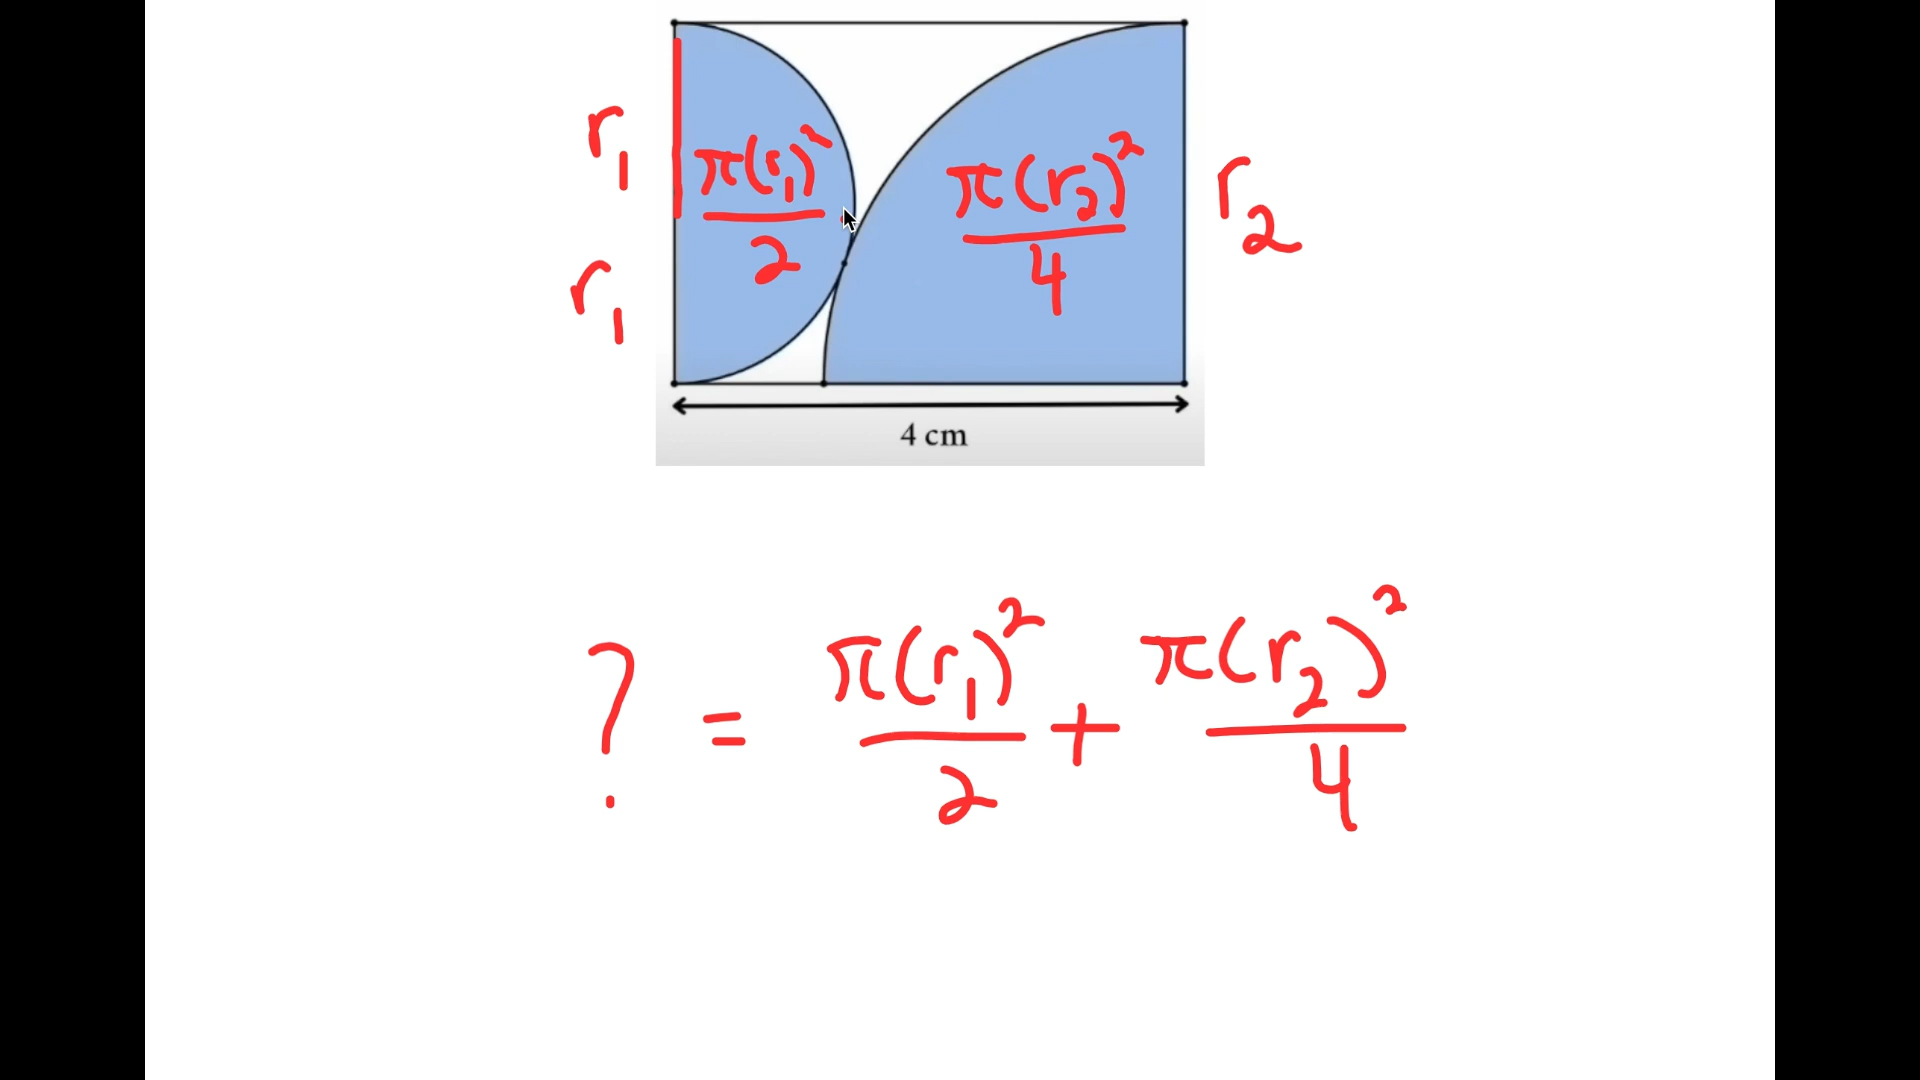 r₁
π(r₁)²/2
π(r₂)²/4
r₂
r₁
4 cm
? = π(r₁)²/2 + π(r₂)²/4